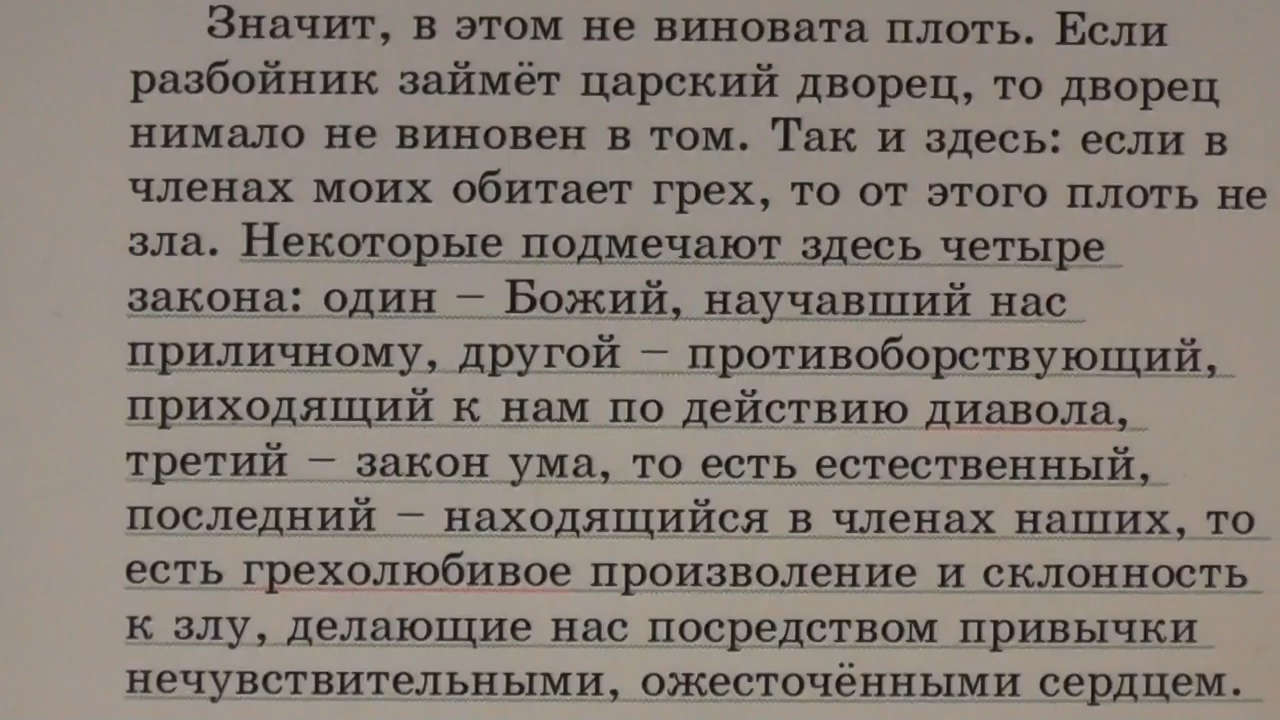 Значит, в этом не виновата плоть. Если
разбойник займёт царский дворец, то дворец
нимало не виновен в том. Так и здесь: если в
членах моих обитает грех, то от этого плоть не
зла. Некоторые подмечают здесь четыре
закона: один – Божий, научавший нас
приличному, другой – противоборствующий,
приходящий к нам по действию диавола,
третий – закон ума, то есть естественный,
последний – находящийся в членах наших, то
есть грехолюбивое произволение и склонность
к злу, делающие нас посредством привычки
нечувствительными, ожесточёнными сердцем.